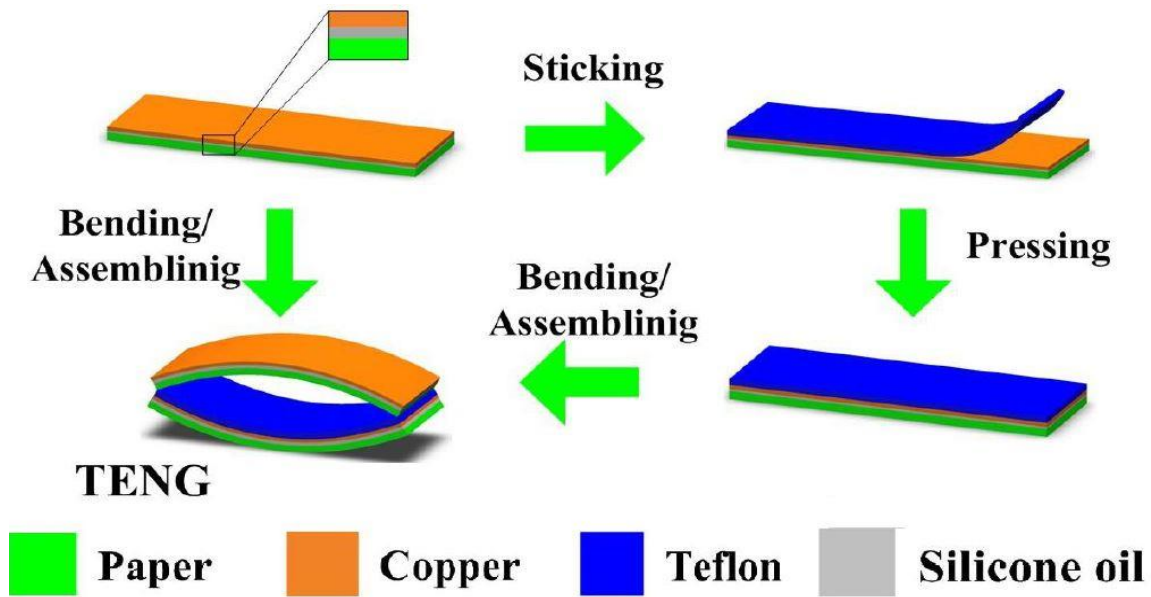 Sticking
Bending/
Assemblinig
Pressing
Bending/
Assemblinig
TENG
Paper
Copper
Teflon
Silicone oil